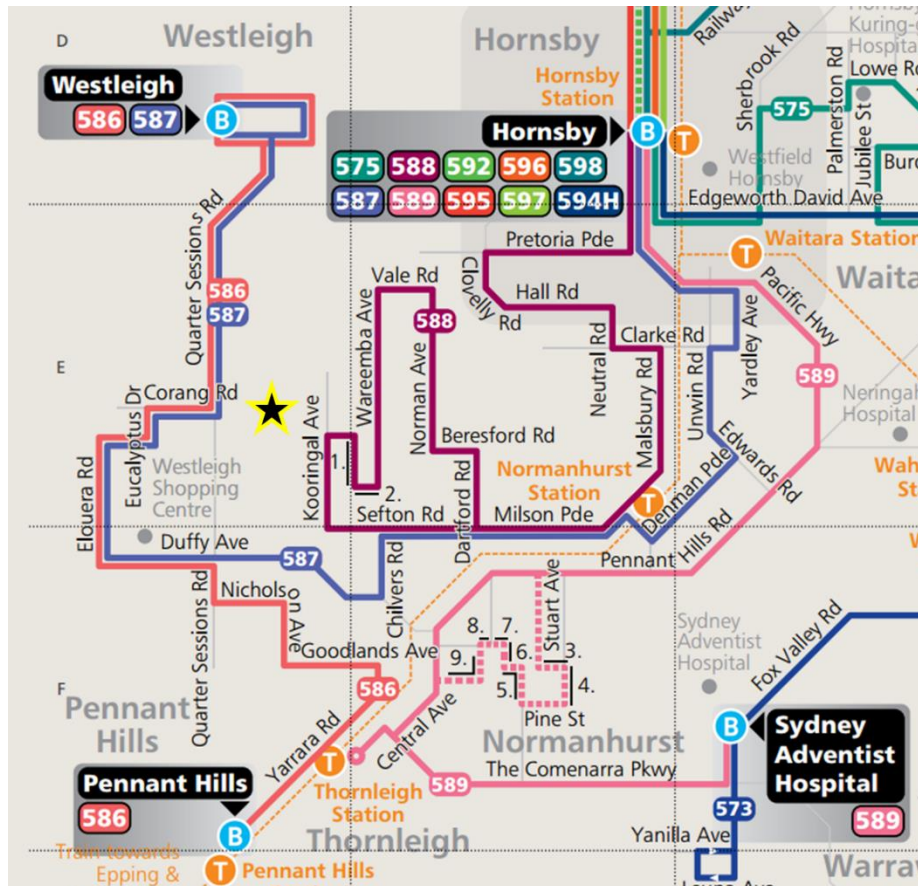 D
Westleigh
Hornsby
Railway
Hornsby
Kuring-g
Hospital
Lowe Rd
Westleigh
586 587
B
Hornsby
Station
Hornsby
B
T
575 588 592 596 598
587 589 595 597 594H
Sherbrook Rd
575
Palmerston Rd
Jubilee St
Burd
Westfield
Hornsby
Edgeworth David Ave
Quarter Sessions Rd
586
587
Pretoria Pde
Waitara Station
T
Waita
Vale Rd
Clovelly Rd
Hall Rd
588
Pacific Hwy
Wareemba Ave
Norman Ave
Neutral Rd
Clarke Rd
Yardley Ave
E
589
Corang Rd
Eucalyptus Dr
Kooringal Ave
Malsbury Rd
Unwin Rd
Neringah
Hospital
Beresford Rd
Edwards Rd
Elouera Rd
Westleigh
Shopping
Centre
1.
2.
Normanhurst
Station
T
Denman Pde
Wah
St
W
Sefton Rd
Dartford Rd
Milson Pde
Duffy Ave
587
Chilvers Rd
Pennant Hills Rd
Nicholson Ave
Stuart Ave
Quarter Sessions Rd
Goodlands Ave
8.
7.
9.
6.
3.
5.
4.
Sydney
Adventist
Hospital
Fox Valley Rd
F
586
Pine St
Pennant
Hills
Yarrara Rd
Central Ave
Normanhurst
B
Sydney
Adventist
Hospital
589
T
Thornleigh
Station
589
The Comenarra Pkwy
573
Pennant Hills
586
B
Thornleigh
Yanilla Ave
Train towards
Epping &
T
Pennant Hills
Warra